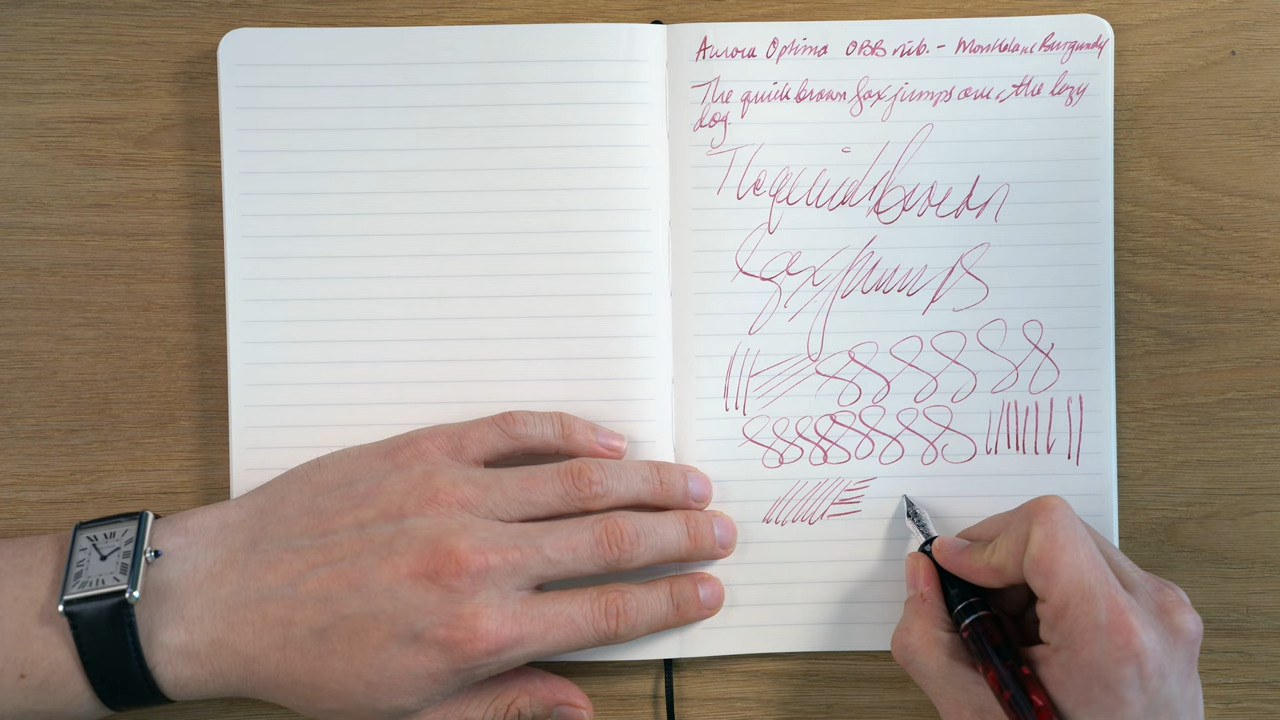 Aurora Optima OBB nib. - Montblanc Burgundy
The quick brown fox jumps over the lazy
dog.
The quick brown
fox jumps